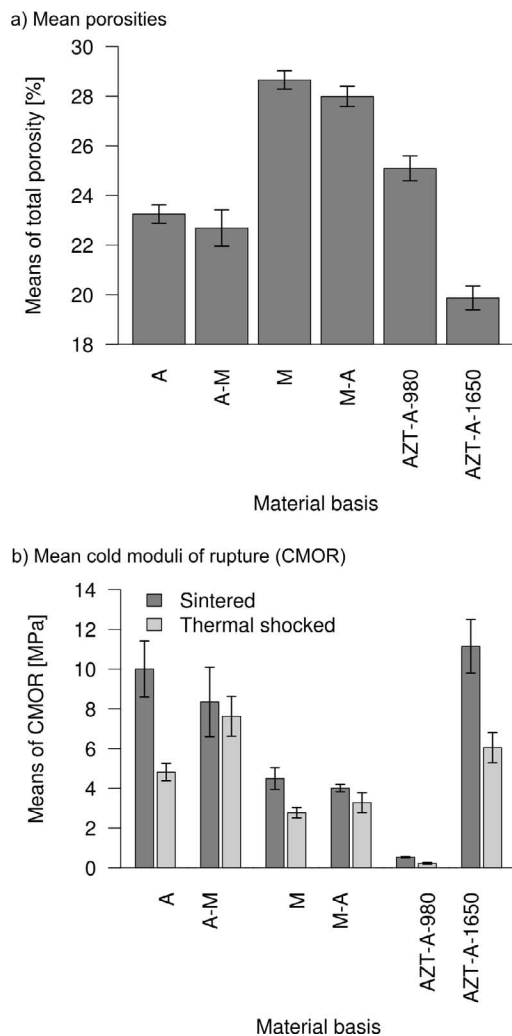 a) Mean porosities
30
28
26
24
22
20
18
Means of total porosity [%]
A
A-M
M
M-A
AZT-A-980
AZT-A-1650
Material basis
b) Mean cold moduli of rupture (CMOR)
14
12
10
8
6
4
2
0
Means of CMOR [MPa]
Sintered
Thermal shocked
A
A-M
M
M-A
AZT-A-980
AZT-A-1650
Material basis